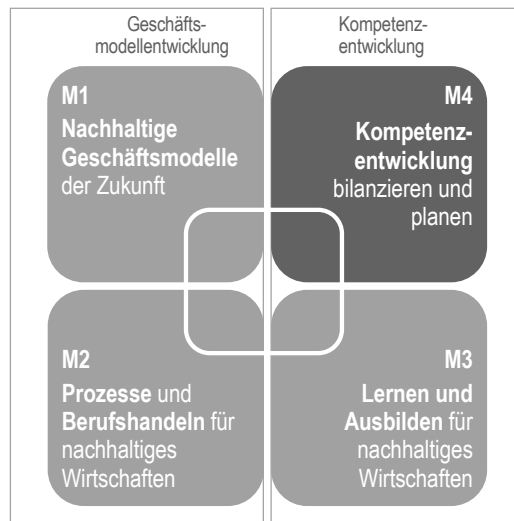 Geschäfts-
modellentwicklung
Kompetenz-
entwicklung
M1
Nachhaltige
Geschäftsmodelle
der Zukunft
M4
Kompetenz-
entwicklung
bilanzieren und
planen
M2
Prozesse und
Berufshandeln für
nachhaltiges
Wirtschaften
M3
Lernen und
Ausbilden für
nachhaltiges
Wirtschaften